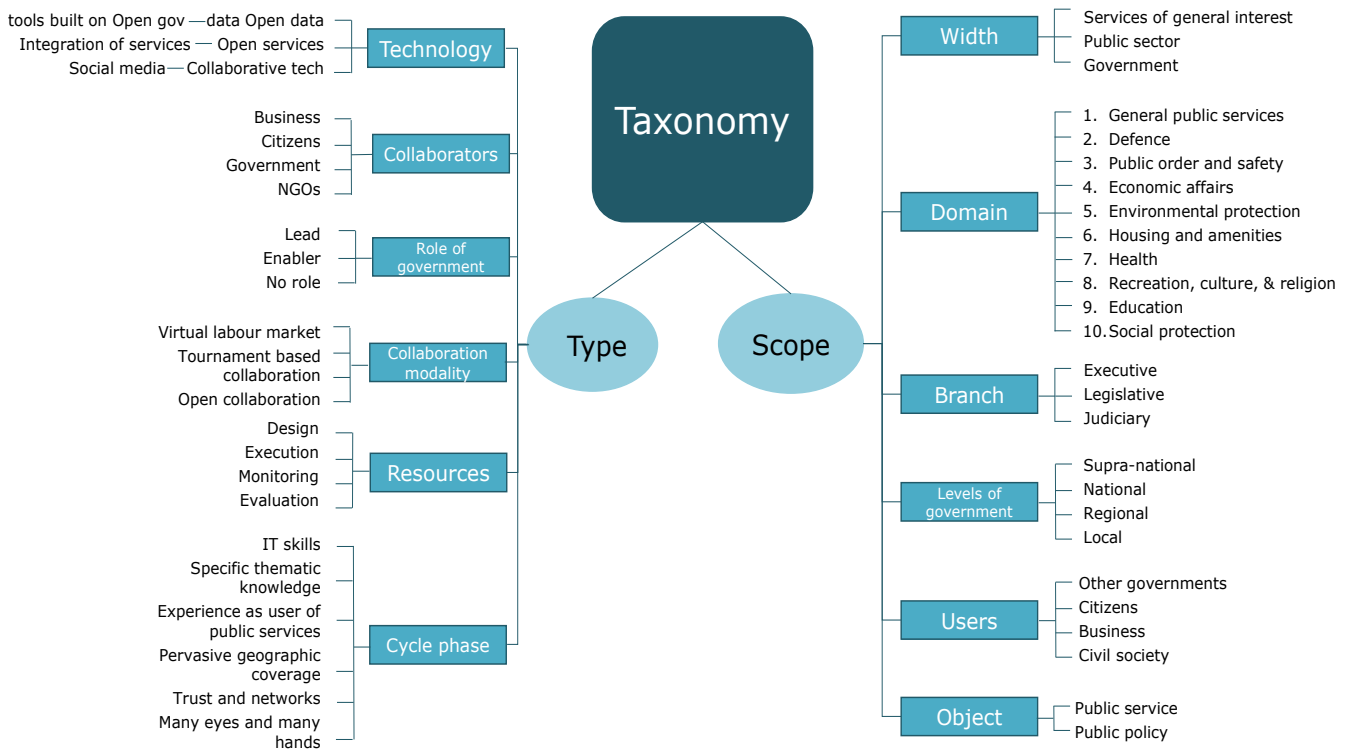 Taxonomy
Type
Scope
tools built on Open gov — data Open data
Integration of services — Open services
Social media — Collaborative tech
Technology
Business
Citizens
Government
NGOs
Collaborators
Lead
Enabler
No role
Role of
government
Virtual labour market
Tournament based
collaboration
Open collaboration
Collaboration
modality
Design
Execution
Monitoring
Evaluation
Resources
IT skills
Specific thematic
knowledge
Experience as user of
public services
Pervasive geographic
coverage
Trust and networks
Many eyes and many
hands
Cycle phase
Width
Services of general interest
Public sector
Government
Domain
1. General public services
2. Defence
3. Public order and safety
4. Economic affairs
5. Environmental protection
6. Housing and amenities
7. Health
8. Recreation, culture, & religion
9. Education
10. Social protection
Branch
Executive
Legislative
Judiciary
Levels of
government
Supra-national
National
Regional
Local
Users
Other governments
Citizens
Business
Civil society
Object
Public service
Public policy